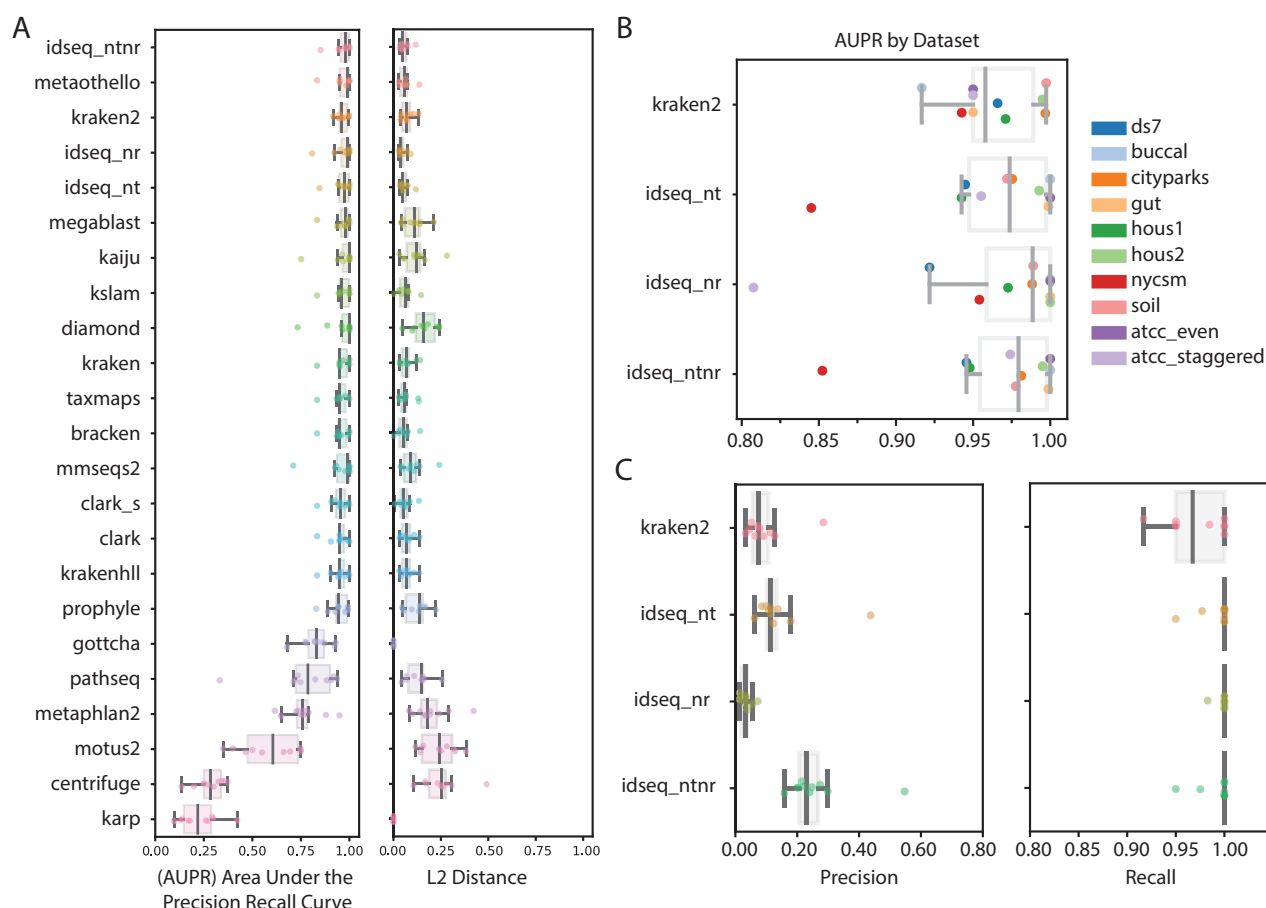 A
idseq_ntnr
metaothello
kraken2
idseq_nr
idseq_nt
megablast
kaiju
kslam
diamond
kraken
taxmaps
bracken
mmseqs2
clark_s
clark
krakenhll
prophyle
gottcha
pathseq
metaphlan2
motus2
centrifuge
karp
0.00 0.25 0.50 0.75 1.00
(AUPR) Area Under the
Precision Recall Curve
0.00 0.25 0.50 0.75 1.00
L2 Distance
B
AUPR by Dataset
kraken2
idseq_nt
idseq_nr
idseq_ntnr
0.80 0.85 0.90 0.95 1.00
ds7
buccal
cityparks
gut
hous1
hous2
nycsm
soil
atcc_even
atcc_staggered
C
kraken2
idseq_nt
idseq_nr
idseq_ntnr
0.00 0.20 0.40 0.60 0.80
Precision
0.80 0.85 0.90 0.95 1.00
Recall